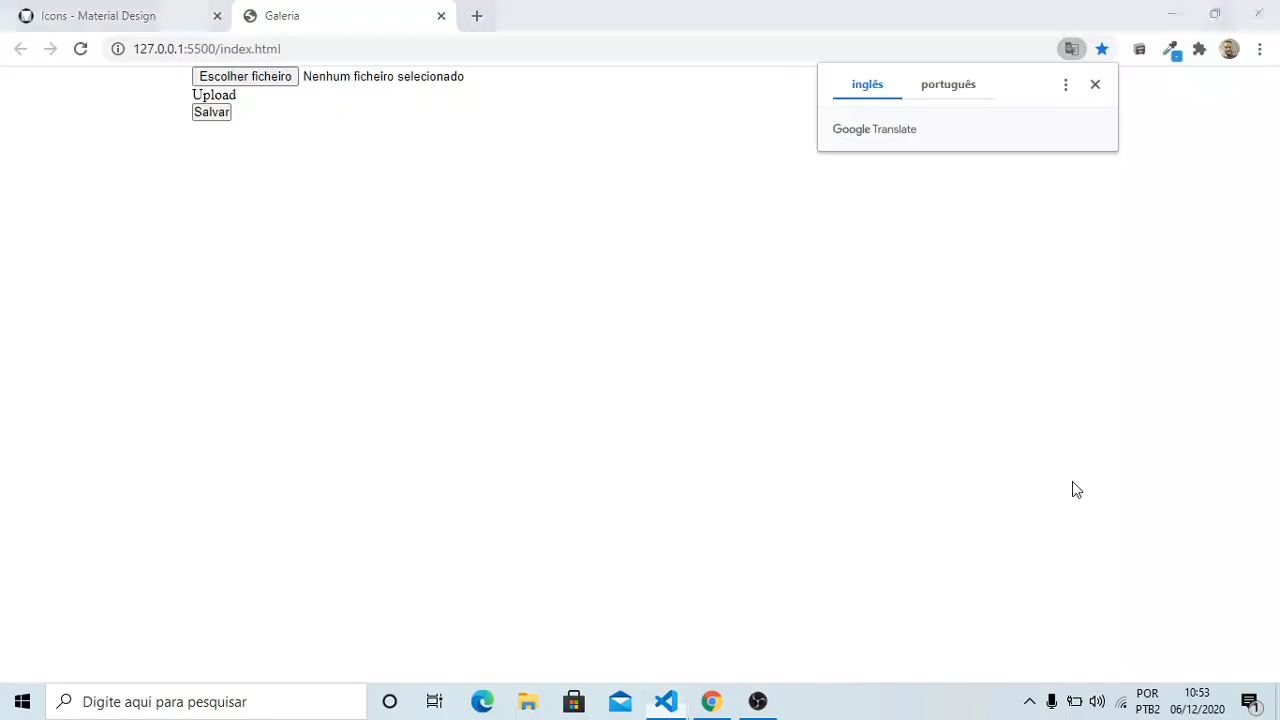 Icons - Material Design
Galeria
127.0.0.1:5500/index.html
Escolher ficheiro Nenhum ficheiro selecionado
Upload
Salvar
inglês português
Google Translate
Digite aqui para pesquisar
POR
PTB2
10:53
06/12/2020
1